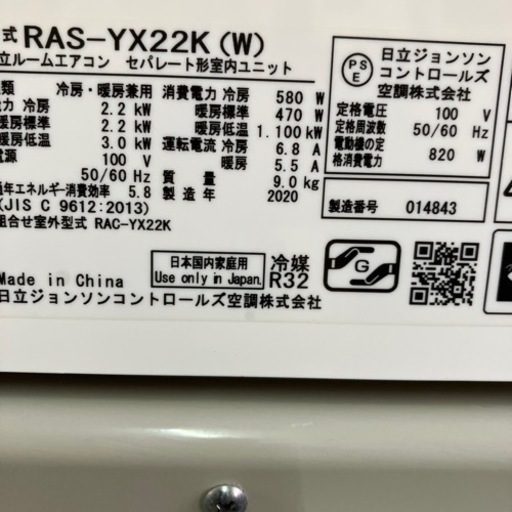 式 RAS-YX22K (W)
立ルームエアコン セパレート形室内ユニット
類 冷房・暖房兼用 消費電力 冷房 580 W
力 冷房 2.2 kW 暖房標準 470 W
暖房標準 2.2 kW 暖房低温 1.100 kW
暖房低温 3.0 kW 運転電流 冷房 6.8 A
電源 100 V 暖房 5.5 A
50/60 Hz 質量 9.0 kg
通年エネルギー消費効率 5.8 製造年 2020
(JIS C 9612:2013)
組合せ室外型式 RAC-YX22K
PS
E
日立ジョンソン
コントロールズ
空調株式会社
定格電圧 100 V
定格周波数 50/60 Hz
電動機の定
格消費電力 820 W
製造番号 014843
日本国内家庭用
Use only in Japan.
冷媒
R32
G
Made in China
日立ジョンソンコントロールズ空調株式会社